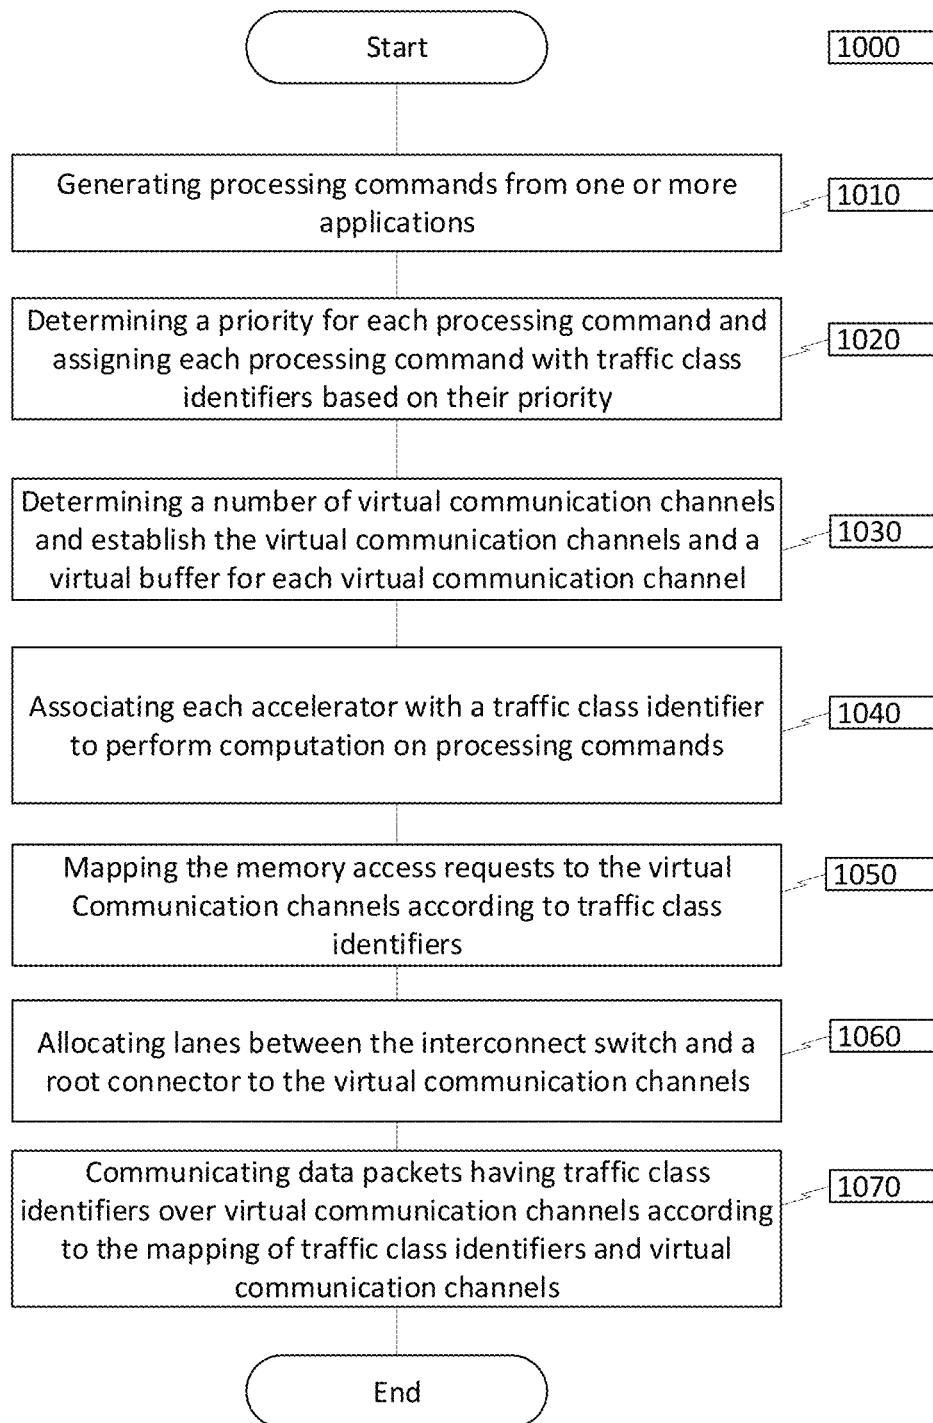 Start
1000
Generating processing commands from one or more
applications
1010
Determining a priority for each processing command and
assigning each processing command with traffic class
identifiers based on their priority
1020
Determining a number of virtual communication channels
and establish the virtual communication channels and a
virtual buffer for each virtual communication channel
1030
Associating each accelerator with a traffic class identifier
to perform computation on processing commands
1040
Mapping the memory access requests to the virtual
Communication channels according to traffic class
identifiers
1050
Allocating lanes between the interconnect switch and a
root connector to the virtual communication channels
1060
Communicating data packets having traffic class
identifiers over virtual communication channels according
to the mapping of traffic class identifiers and virtual
communication channels
1070
End